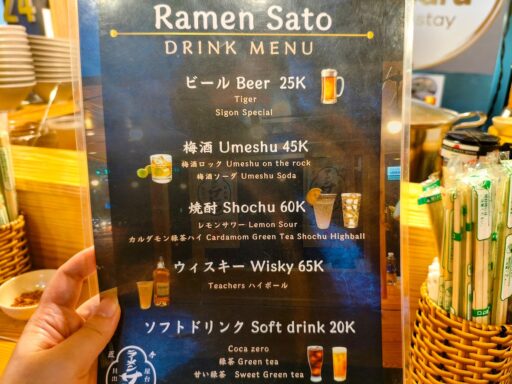 Ramen Sato
DRINK MENU
ビール Beer 25K
Tiger
Sigon Special
梅酒 Umeshu 45K
梅酒ロック Umeshu on the rock
梅酒ソーダ Umeshu Soda
焼酎 Shochu 60K
レモンサワー Lemon Sour
カルダモン緑茶ハイ Cardamom Green Tea Shochu Highball
ウィスキー Wisky 65K
Teachers ハイボール
ソフトドリンク Soft drink 20K
Coca zero
緑茶 Green tea
甘い緑茶 Sweet Green tea
stay
24